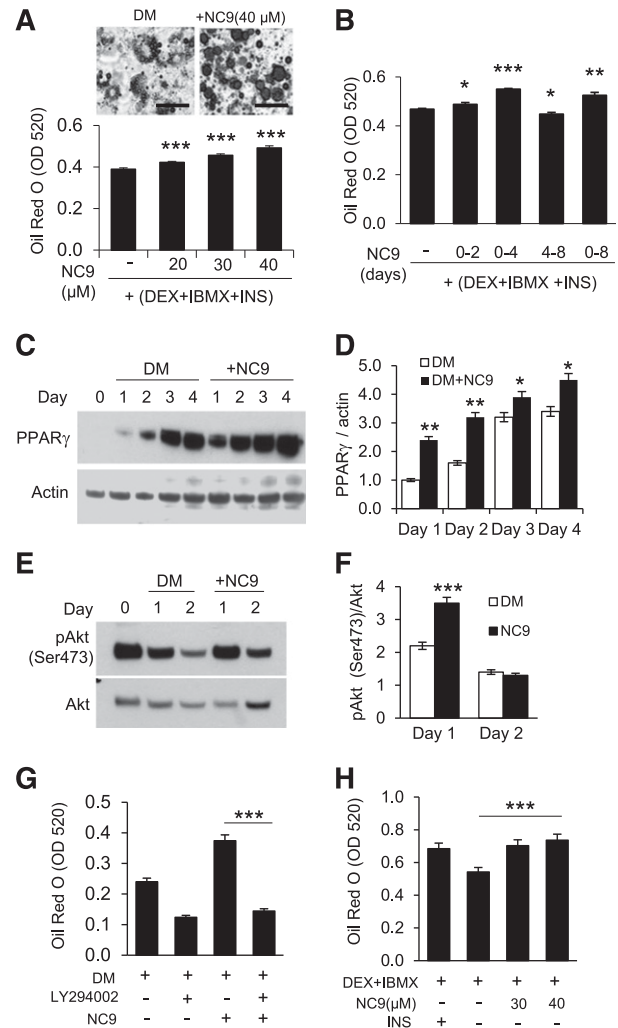 A
DM +NC9(40 μM)
Oil Red O (OD 520)
0.6
0.4
0.2
0.0
*** *** ***
NC9 - 20 30 40
(μM) + (DEX+IBMX+INS)
B
Oil Red O (OD 520)
0.6
0.4
0.2
0.0
* *** * **
NC9 - 0–2 0–4 4–8 0–8
(days) + (DEX+IBMX +INS)
C
DM +NC9
Day 0 1 2 3 4 1 2 3 4
PPARγ
Actin
D
DM
DM+NC9
PPARγ / actin
5.0
4.0
3.0
2.0
1.0
0.0
** ** * *
Day 1 Day 2 Day 3 Day 4
E
DM +NC9
Day 0 1 2 1 2
pAkt
(Ser473)
Akt
F
DM
NC9
pAkt (Ser473)/Akt
4
3
2
1
0
***
Day 1 Day 2
G
Oil Red O (OD 520)
0.5
0.4
0.3
0.2
0.1
0.0
***
DM + + + +
LY294002 - + - +
NC9 - - + +
H
Oil Red O (OD 520)
1.0
0.8
0.6
0.4
0.2
0.0
***
DEX+IBMX + + + +
NC9(μM) - - 30 40
INS + - - -